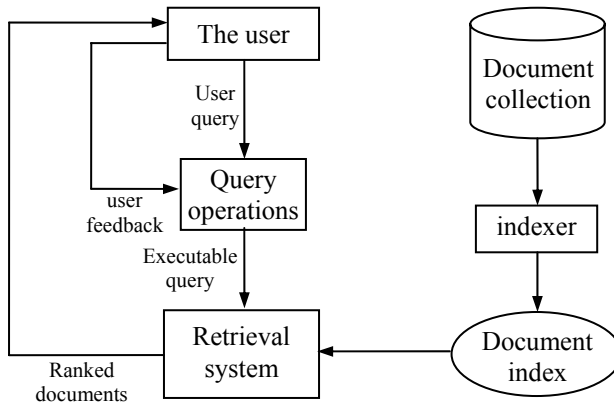 The user
Document
collection
User
query
Query
operations
user
feedback
indexer
Executable
query
Retrieval
system
Document
index
Ranked
documents